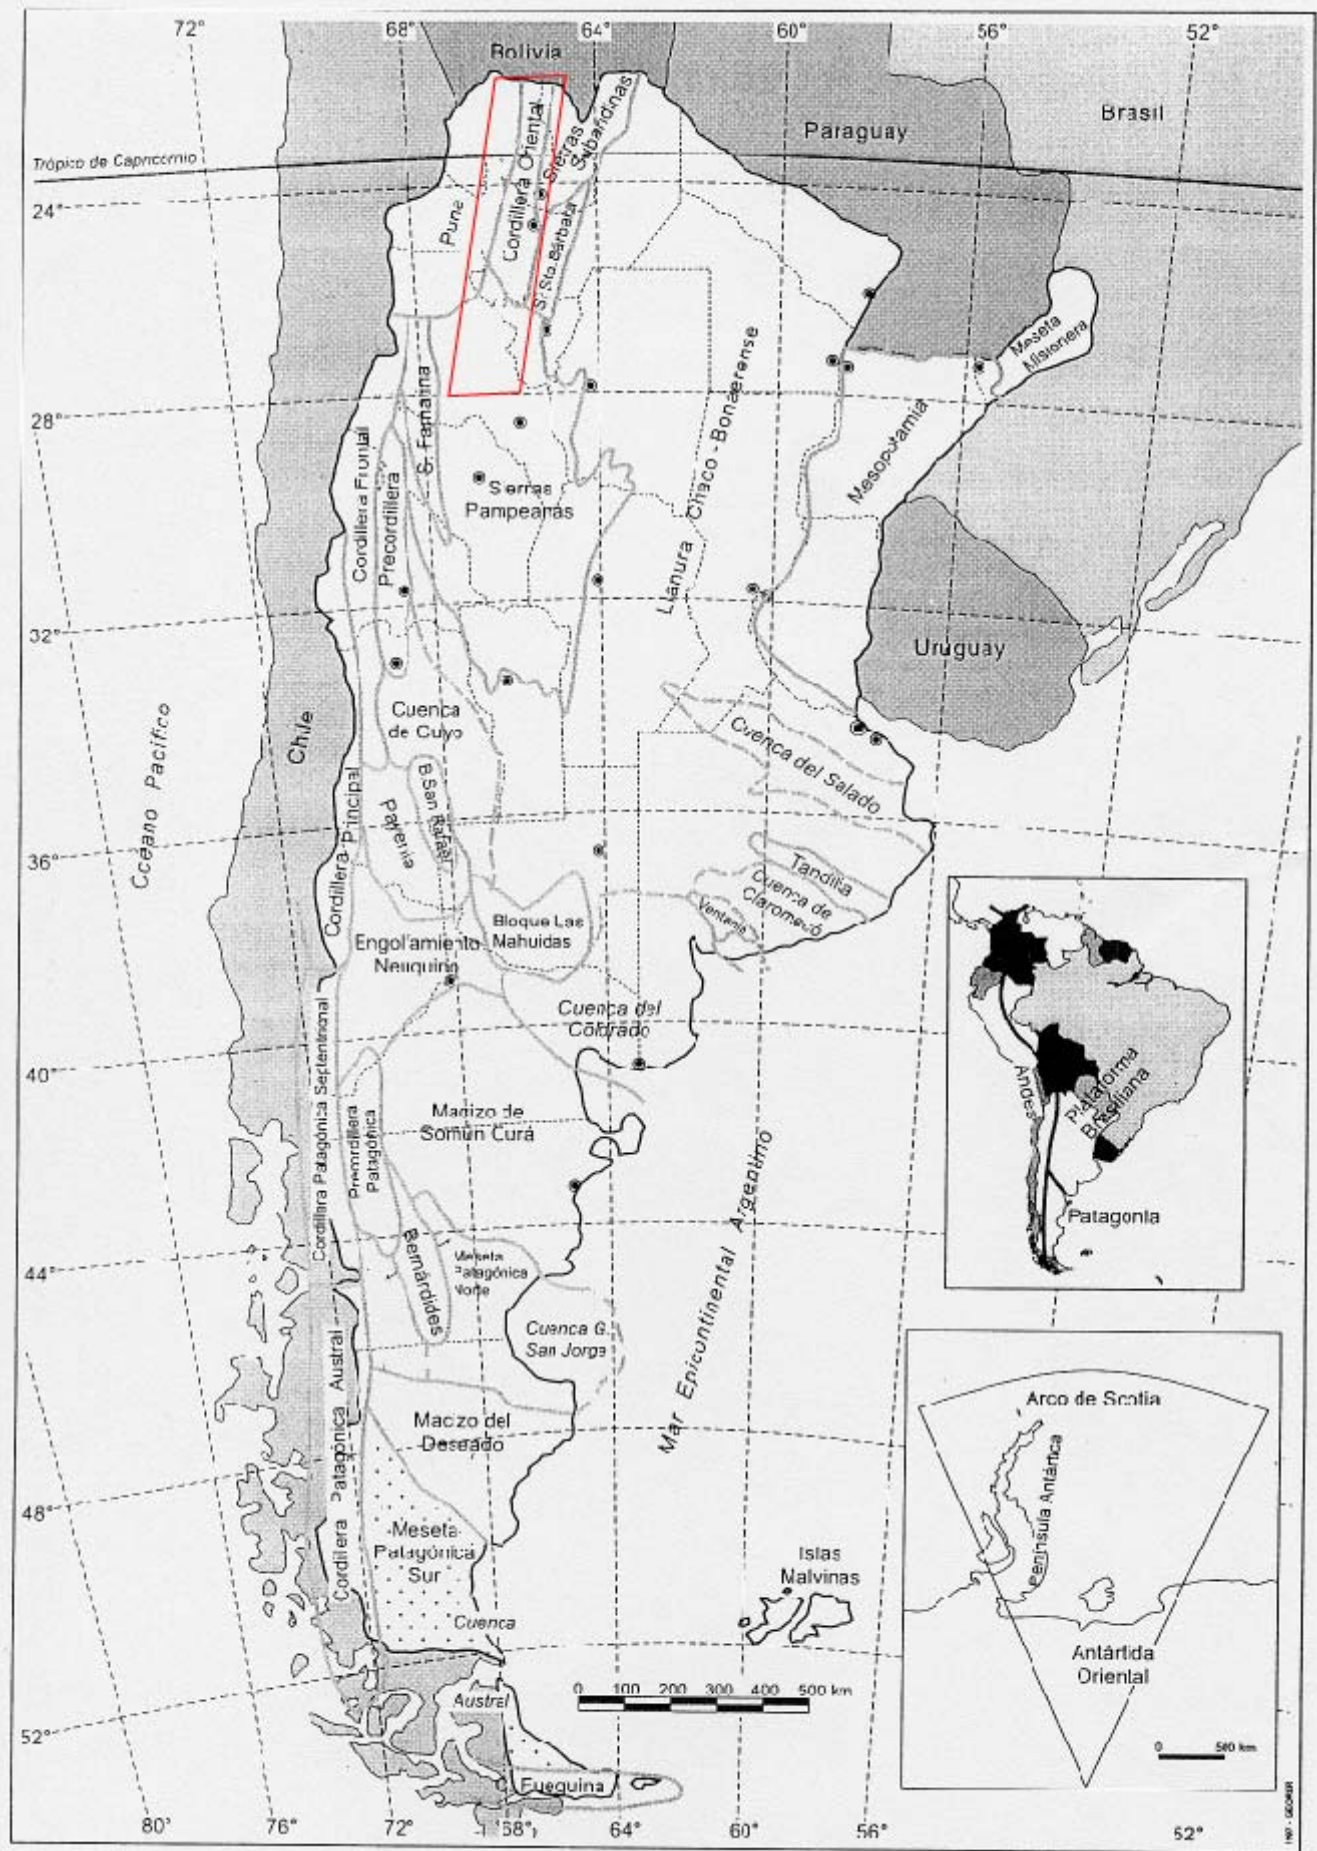 72°
68°
64°
60°
56°
52°
Bolivia
Brasil
Paraguay
Trópico de Capricornio
24°
Puna
Cordillera Oriental
Sierras
Subandinas
S. Sta. Bárbara
Meseta
Misionera
28°
S. Famatina
Cordillera Frontal
Precordillera
Sierras
Pampeanas
Llanura Chaco-Bonaerense
Mesopotamia
32°
Uruguay
Chile
Océano Pacífico
Cuenca
de Cuyo
Cuenca del Salado
B. San Rafael
Payenia
Cordillera Principal
36°
Tandilia
Cuenca de
Claromecó
Ventania
Bloque Las
Mahuidas
Engolfamiento
Neuquino
Cuenca del
Colorado
Andes
Plataforma
Brasiliana
Patagonia
40°
Cordillera Patagónica Septentrional
Precordillera
Patagónica
Macizo de
Somún Curá
Mar Epicontinental Argentino
44°
Bernárdides
Meseta
Patagónica
Norte
Cuenca G.
San Jorge
Arco de Scotia
Península Antártica
Antártida
Oriental
0 500 km
Macizo del
Deseado
48°
Cordillera Patagónica Austral
Meseta
Patagónica
Sur
Cuenca
Islas
Malvinas
0 100 200 300 400 500 km
Austral
52°
Fueguina
80°
76°
72°
68°
64°
60°
56°
52°